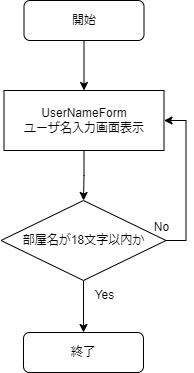 開始
UserNameForm
ユーザ名入力画面表示
部屋名が18文字以内か
No
Yes
終了